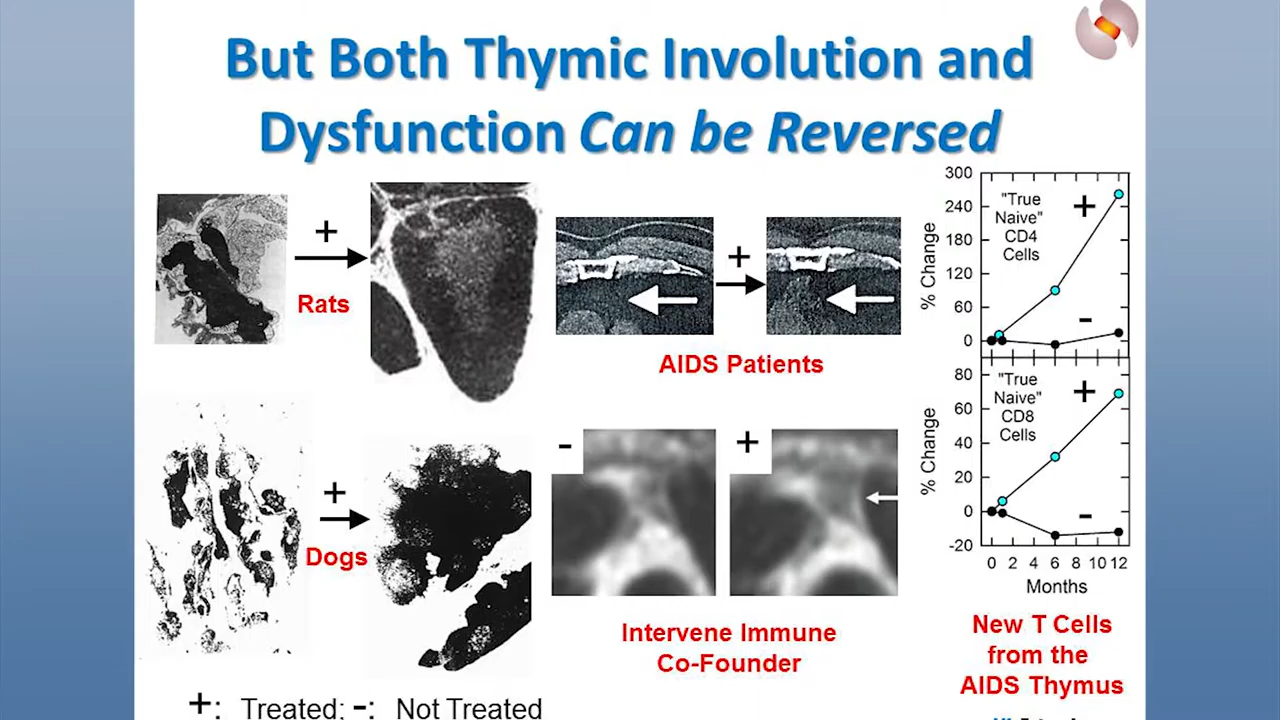 But Both Thymic Involution and
Dysfunction Can be Reversed
+
Rats
+
AIDS Patients
+
Dogs
-
+
Intervene Immune
Co-Founder
300
240
180
120
60
0
% Change
"True
Naive"
CD4
Cells
+
-
80
60
40
20
0
-20
% Change
"True
Naive"
CD8
Cells
+
-
0 2 4 6 8 10 12
Months
New T Cells
from the
AIDS Thymus
+: Treated; -: Not Treated